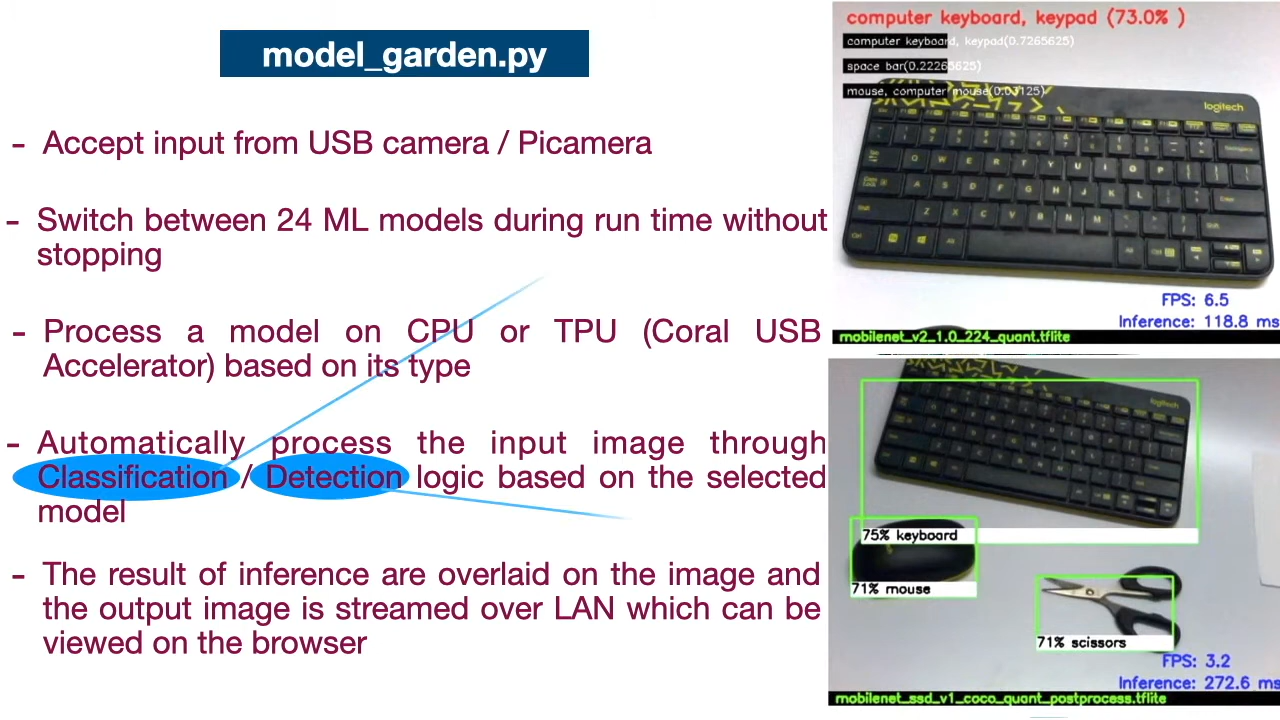 model_garden.py
- Accept input from USB camera / Picamera
- Switch between 24 ML models during run time without
stopping
- Process a model on CPU or TPU (Coral USB
Accelerator) based on its type
- Automatically process the input image through
Classification / Detection logic based on the selected
model
- The result of inference are overlaid on the image and
the output image is streamed over LAN which can be
viewed on the browser
computer keyboard, keypad (73.0% )
computer keyboard, keypad(0.7265625)
space bar(0.22265625)
mouse, computer mouse(0.03125)
logitech
FPS: 6.5
Inference: 118.8 ms
mobilenet_v2_1.0_224_quant.tflite
logitech
75% keyboard
71% mouse
71% scissors
FPS: 3.2
Inference: 272.6 ms
mobilenet_ssd_v1_coco_quant_postprocess.tflite